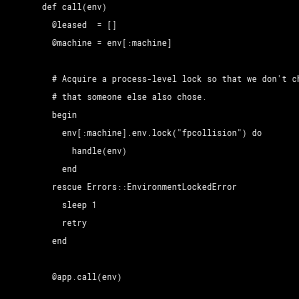 def call(env)
@leased  = []
@machine = env[:machine]
# Acquire a process-level lock so that we don't
# that someone else also chose.
begin
env[:machine].env.lock("fpcollision") do
handle(env)
end
rescue Errors::EnvironmentLockedError
sleep 1
retry
end
@app.call(env)